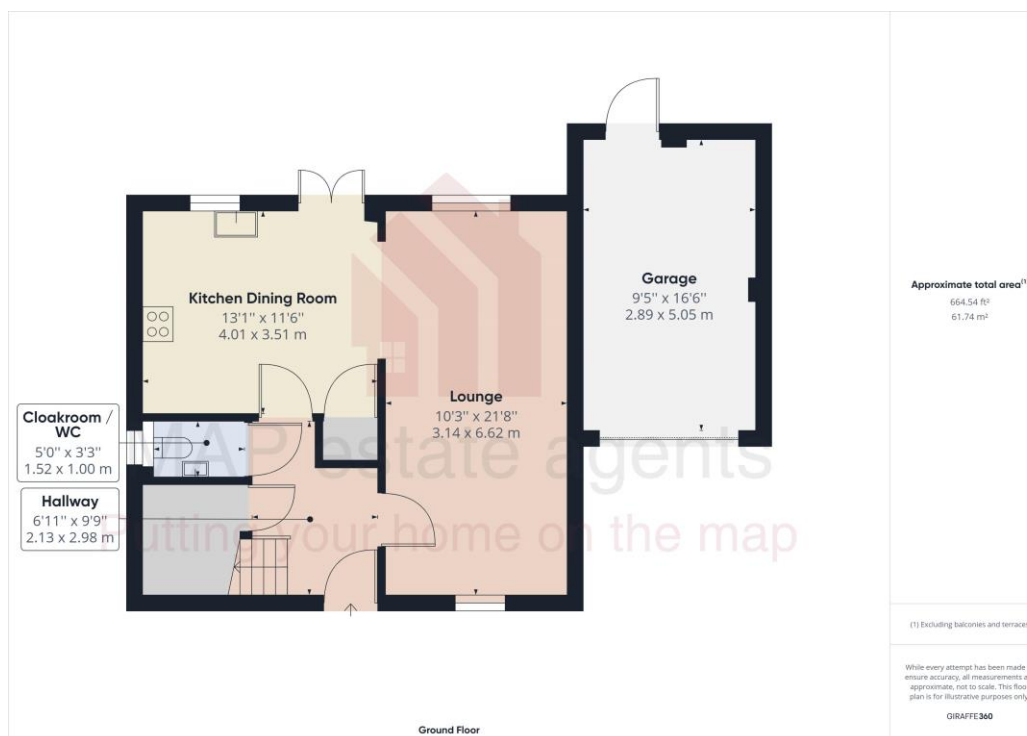 Garage
9'5" x 16'6"
2.89 x 5.05 m
Kitchen Dining Room
13'1" x 11'6"
4.01 x 3.51 m
Lounge
10'3" x 21'8"
3.14 x 6.62 m
Cloakroom /
WC
5'0" x 3'3"
1.52 x 1.00 m
Hallway
6'11" x 9'9"
2.13 x 2.98 m
MAP estate agents
Putting your home on the map
Ground Floor
Approximate total area(1)
664.54 ft²
61.74 m²
(1) Excluding balconies and terraces
While every attempt has been made
ensure accuracy, all measurements a
approximate, not to scale. This floo
plan is for illustrative purposes only
GIRAFFE360